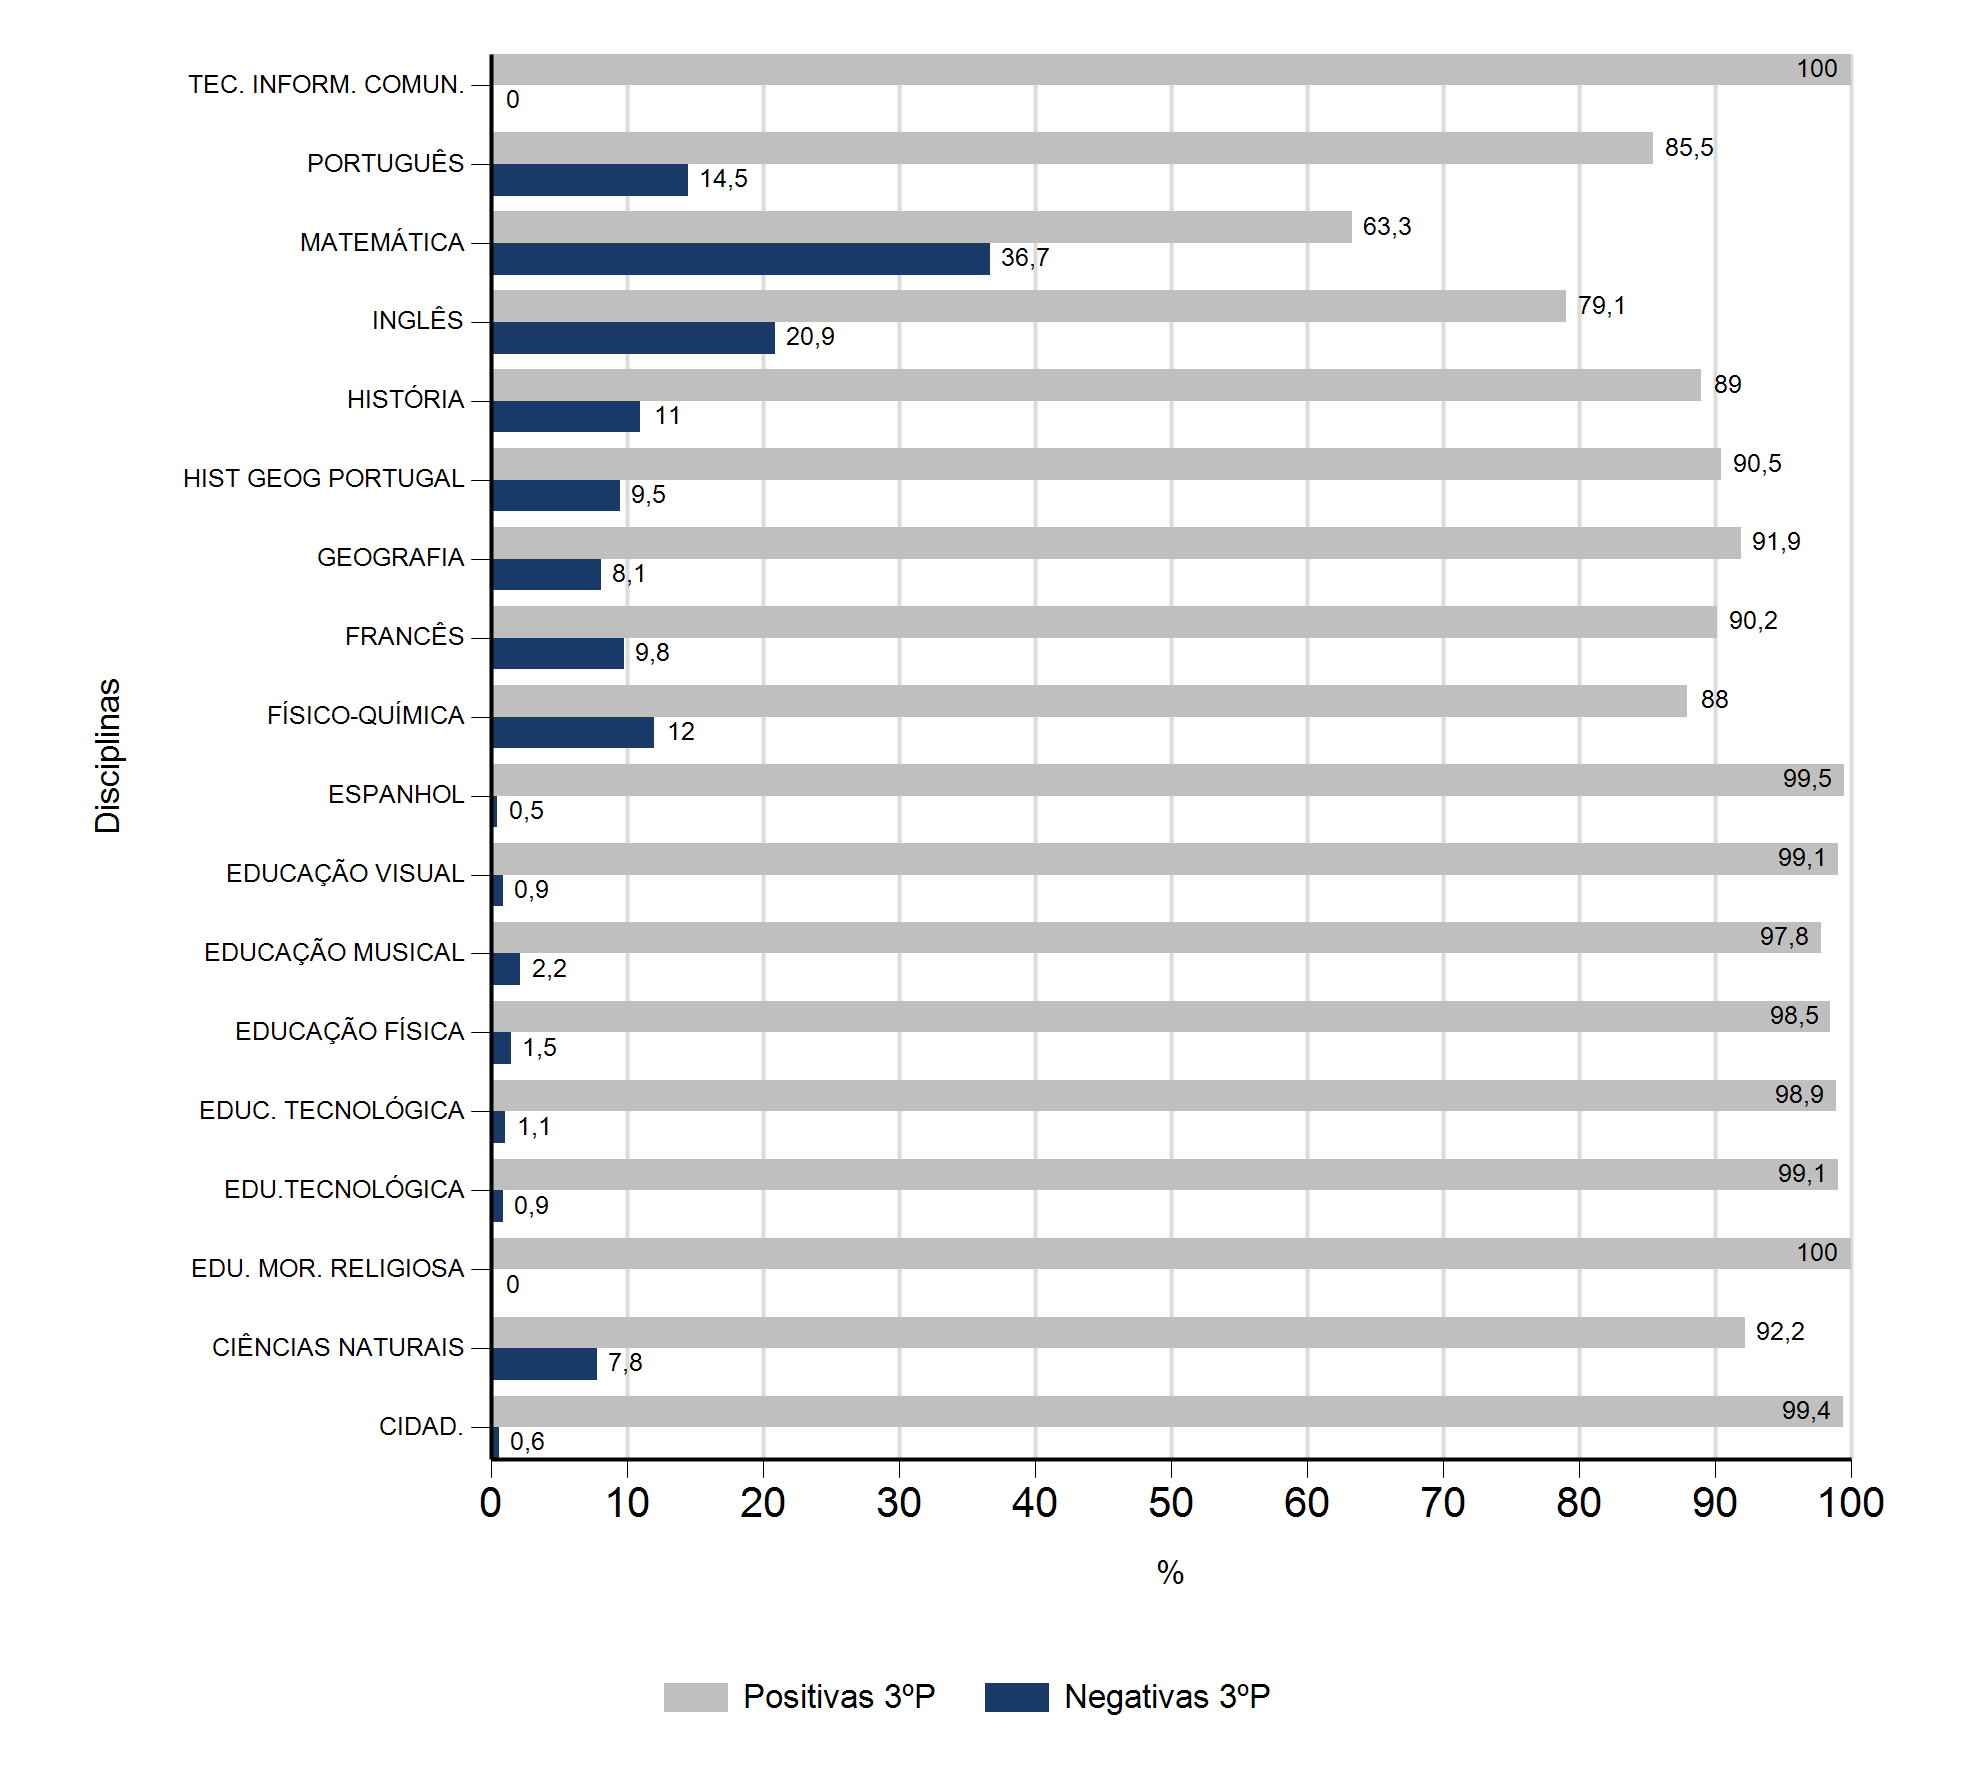 TEC. INFORM. COMUN.
100
0
PORTUGUÊS
85,5
14,5
MATEMÁTICA
63,3
36,7
INGLÊS
79,1
20,9
HISTÓRIA
89
11
HIST GEOG PORTUGAL
90,5
9,5
GEOGRAFIA
91,9
8,1
FRANCÊS
90,2
9,8
FÍSICO-QUÍMICA
88
12
ESPANHOL
99,5
0,5
EDUCAÇÃO VISUAL
99,1
0,9
EDUCAÇÃO MUSICAL
97,8
2,2
EDUCAÇÃO FÍSICA
98,5
1,5
EDUC. TECNOLÓGICA
98,9
1,1
EDU.TECNOLÓGICA
99,1
0,9
EDU. MOR. RELIGIOSA
100
0
CIÊNCIAS NATURAIS
92,2
7,8
CIDAD.
99,4
0,6
Disciplinas
0 10 20 30 40 50 60 70 80 90 100
%
Positivas 3ºP Negativas 3ºP